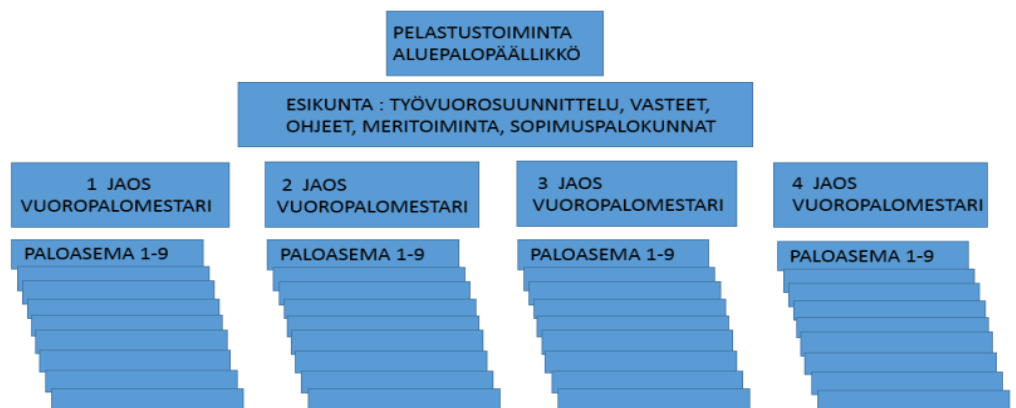 PELASTUSTOIMINTA
ALUEPALOPÄÄLLIKKÖ
ESIKUNTA : TYÖVUOROSUUNNITTELU, VASTEET,
OHJEET, MERITOIMINTA, SOPIMUSPALOKUNNAT
1 JAOS
VUOROPALOMESTARI
2 JAOS
VUOROPALOMESTARI
3 JAOS
VUOROPALOMESTARI
4 JAOS
VUOROPALOMESTARI
PALOASEMA 1-9
PALOASEMA 1-9
PALOASEMA 1-9
PALOASEMA 1-9